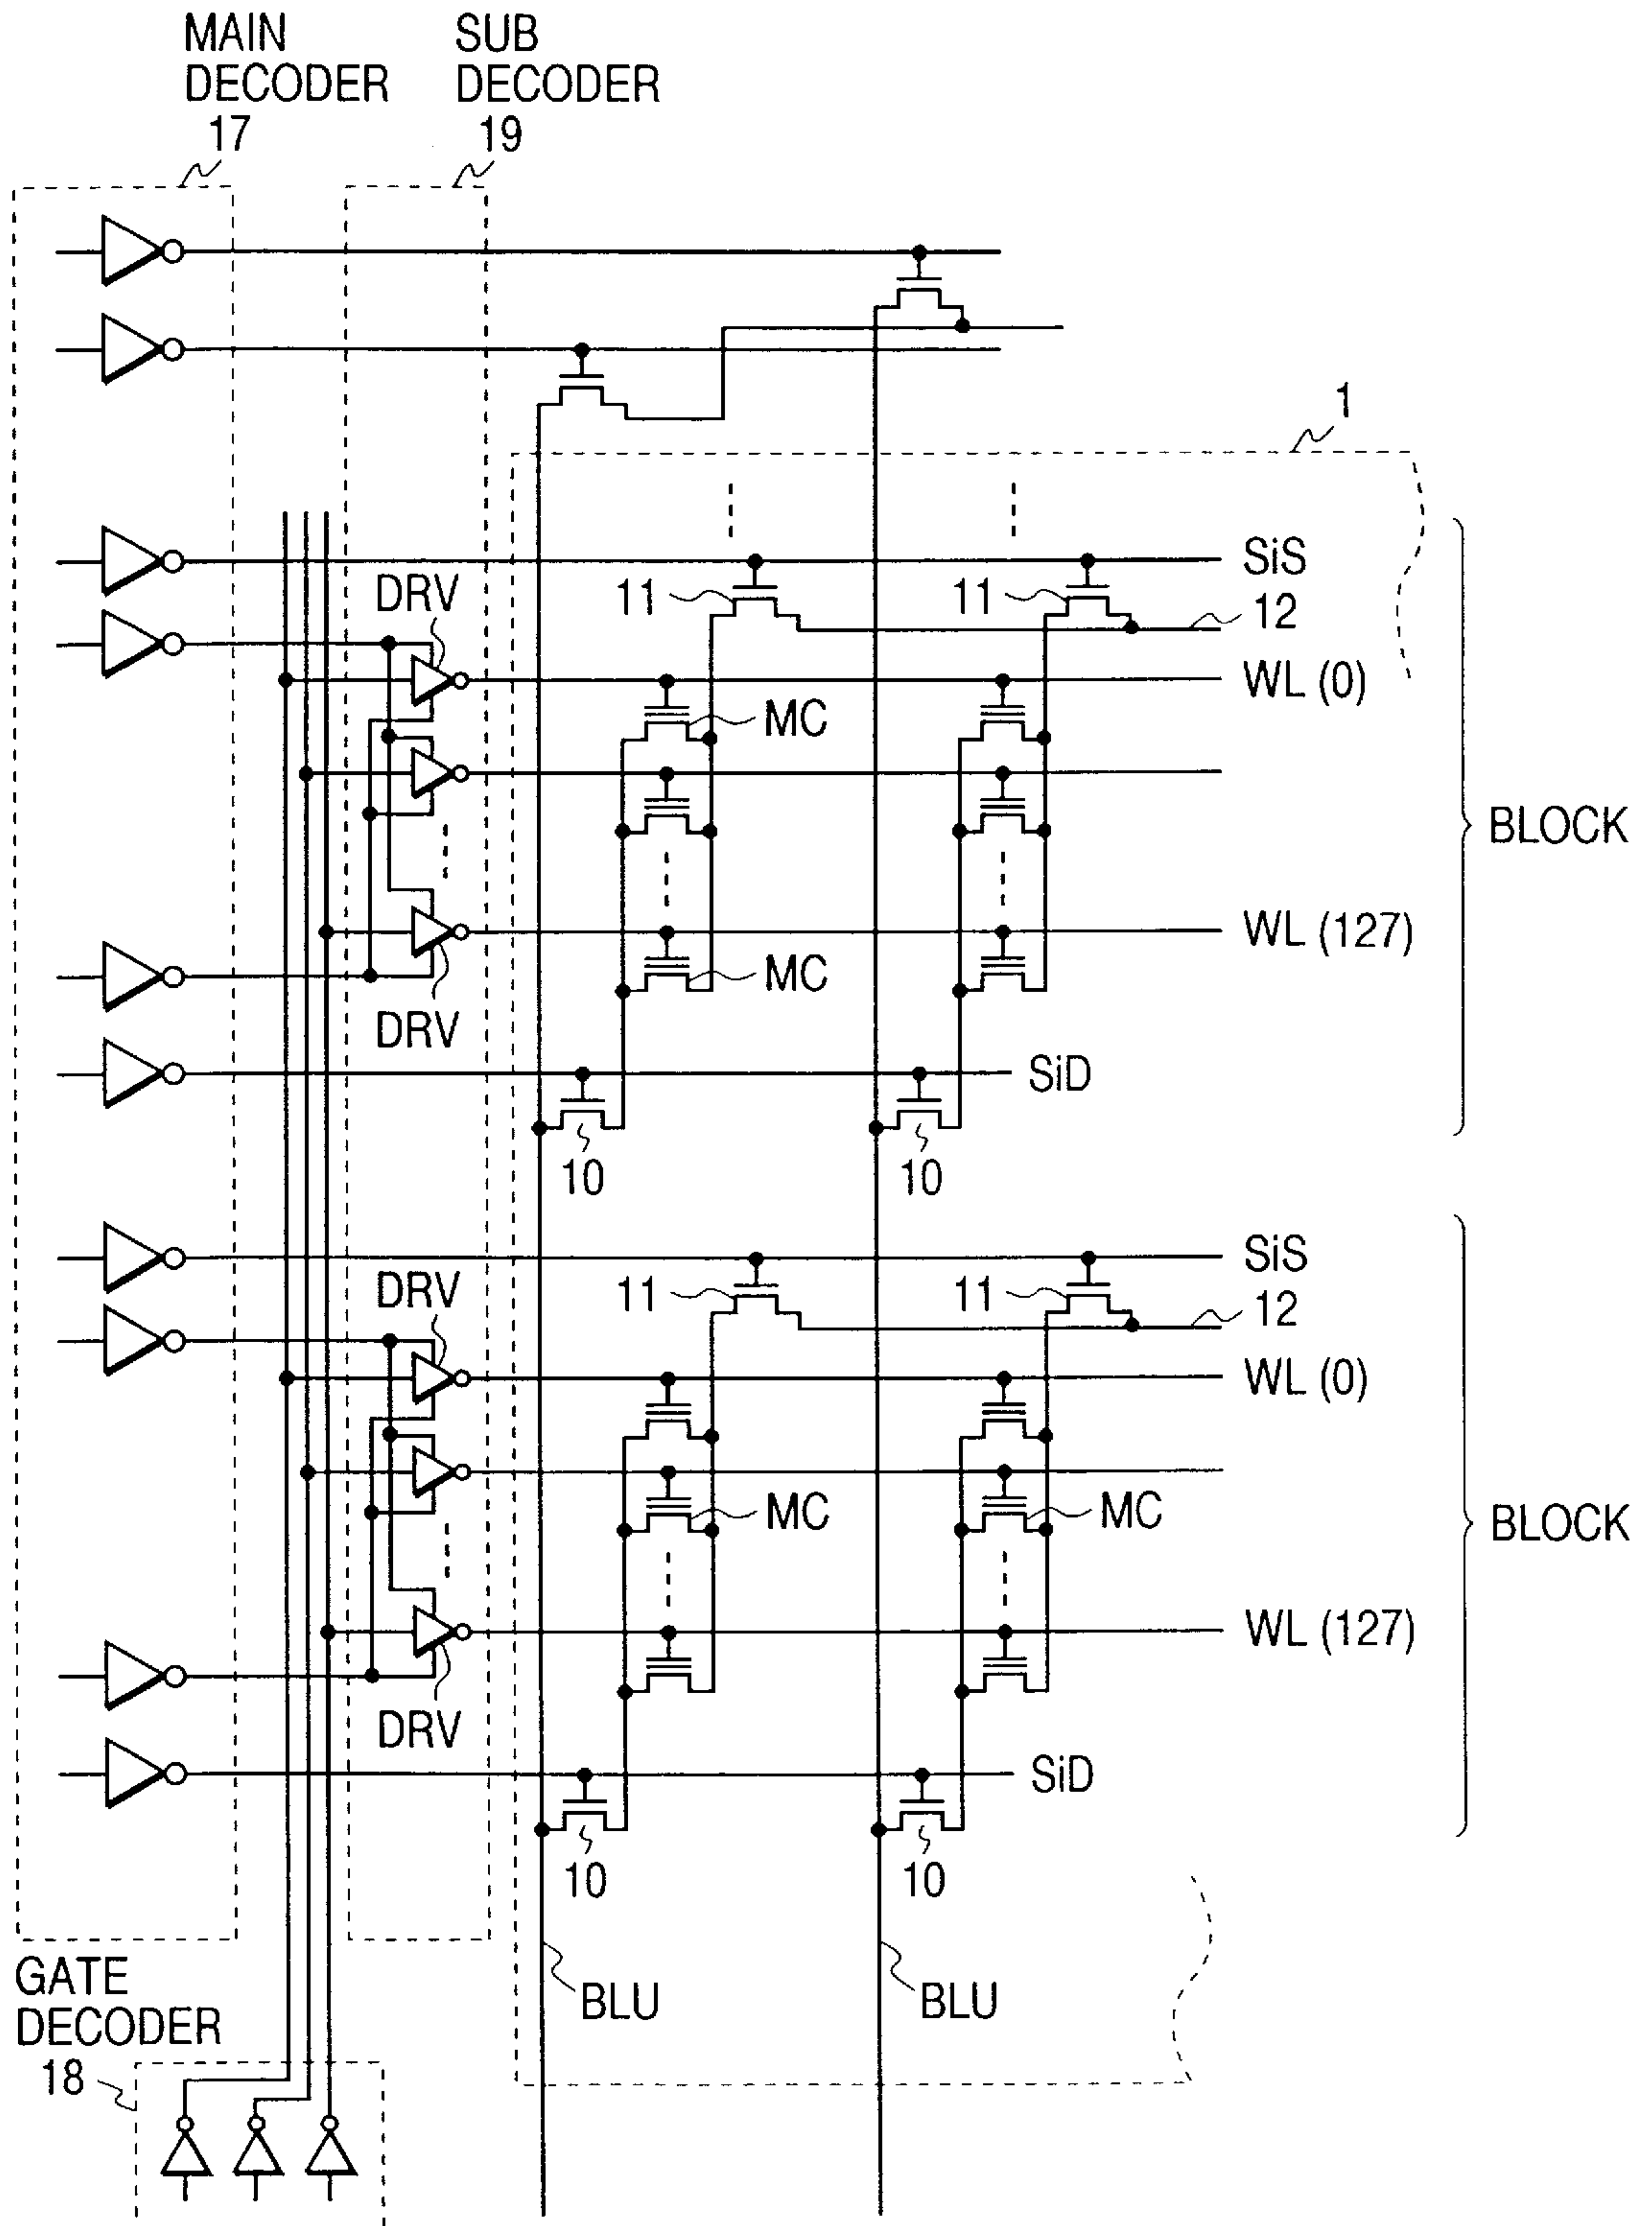 MAIN
DECODER
17
SUB
DECODER
19
1
SiS
DRV
11
11
12
WL (0)
MC
BLOCK
WL (127)
MC
DRV
SiD
10
10
SiS
DRV
11
11
12
WL (0)
MC
MC
BLOCK
WL (127)
DRV
SiD
10
10
GATE
DECODER
18
BLU
BLU